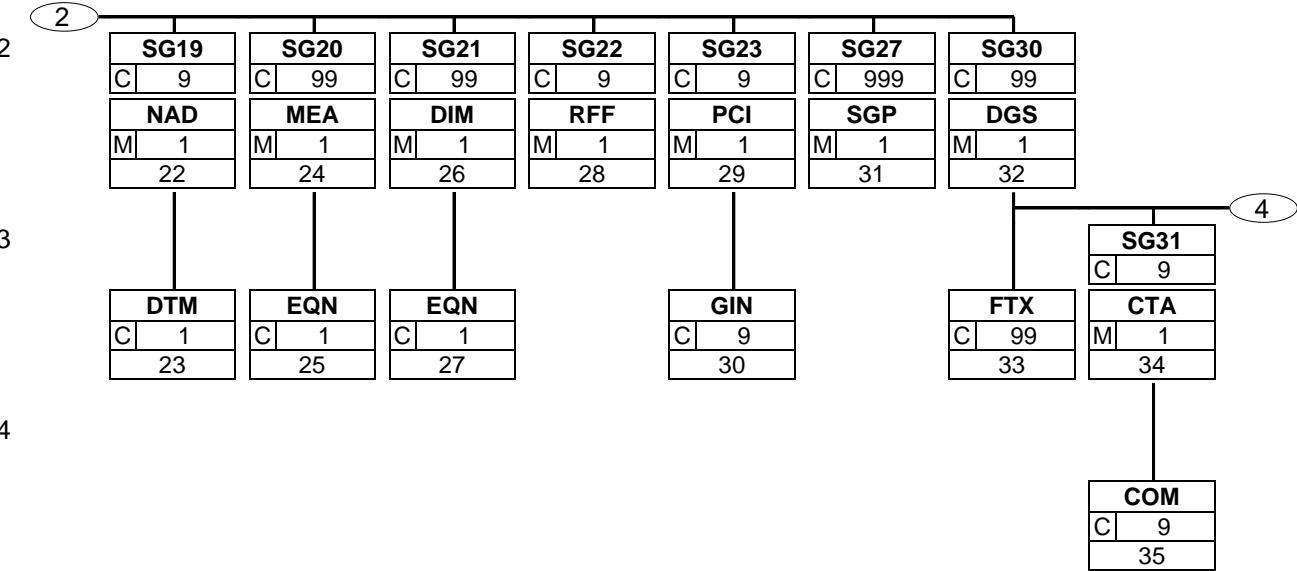 2
2 SG19 SG20 SG21 SG22 SG23 SG27 SG30
C 9 C 99 C 99 C 9 C 9 C 999 C 99
NAD MEA DIM RFF PCI SGP DGS
M 1 M 1 M 1 M 1 M 1 M 1 M 1
22 24 26 28 29 31 32
4
3 SG31
C 9
DTM EQN EQN GIN FTX CTA
C 1 C 1 C 1 C 9 C 99 M 1
23 25 27 30 33 34
4
COM
C 9
35